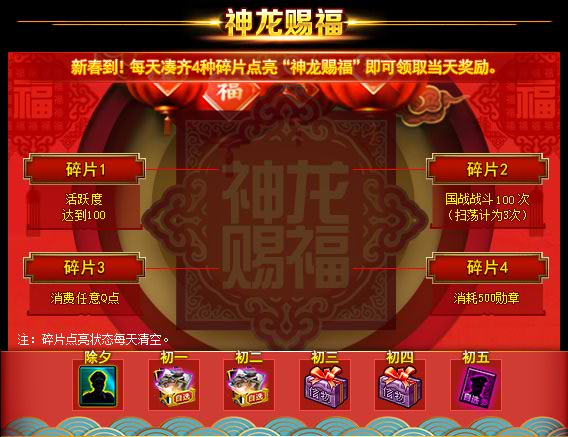 神龙赐福
新春到！每天凑齐4种碎片点亮“神龙赐福”即可领取当天奖励。
福
福
福
碎片1
碎片2
活跃度
达到100
国战战斗100次
（扫荡计为3次）
神龙
赐福
碎片3
碎片4
消费任意Q点
消耗500勋章
注：碎片点亮状态每天清空。
除夕
初一
初二
初三
初四
初五
自选
自选
信物
信物
自选